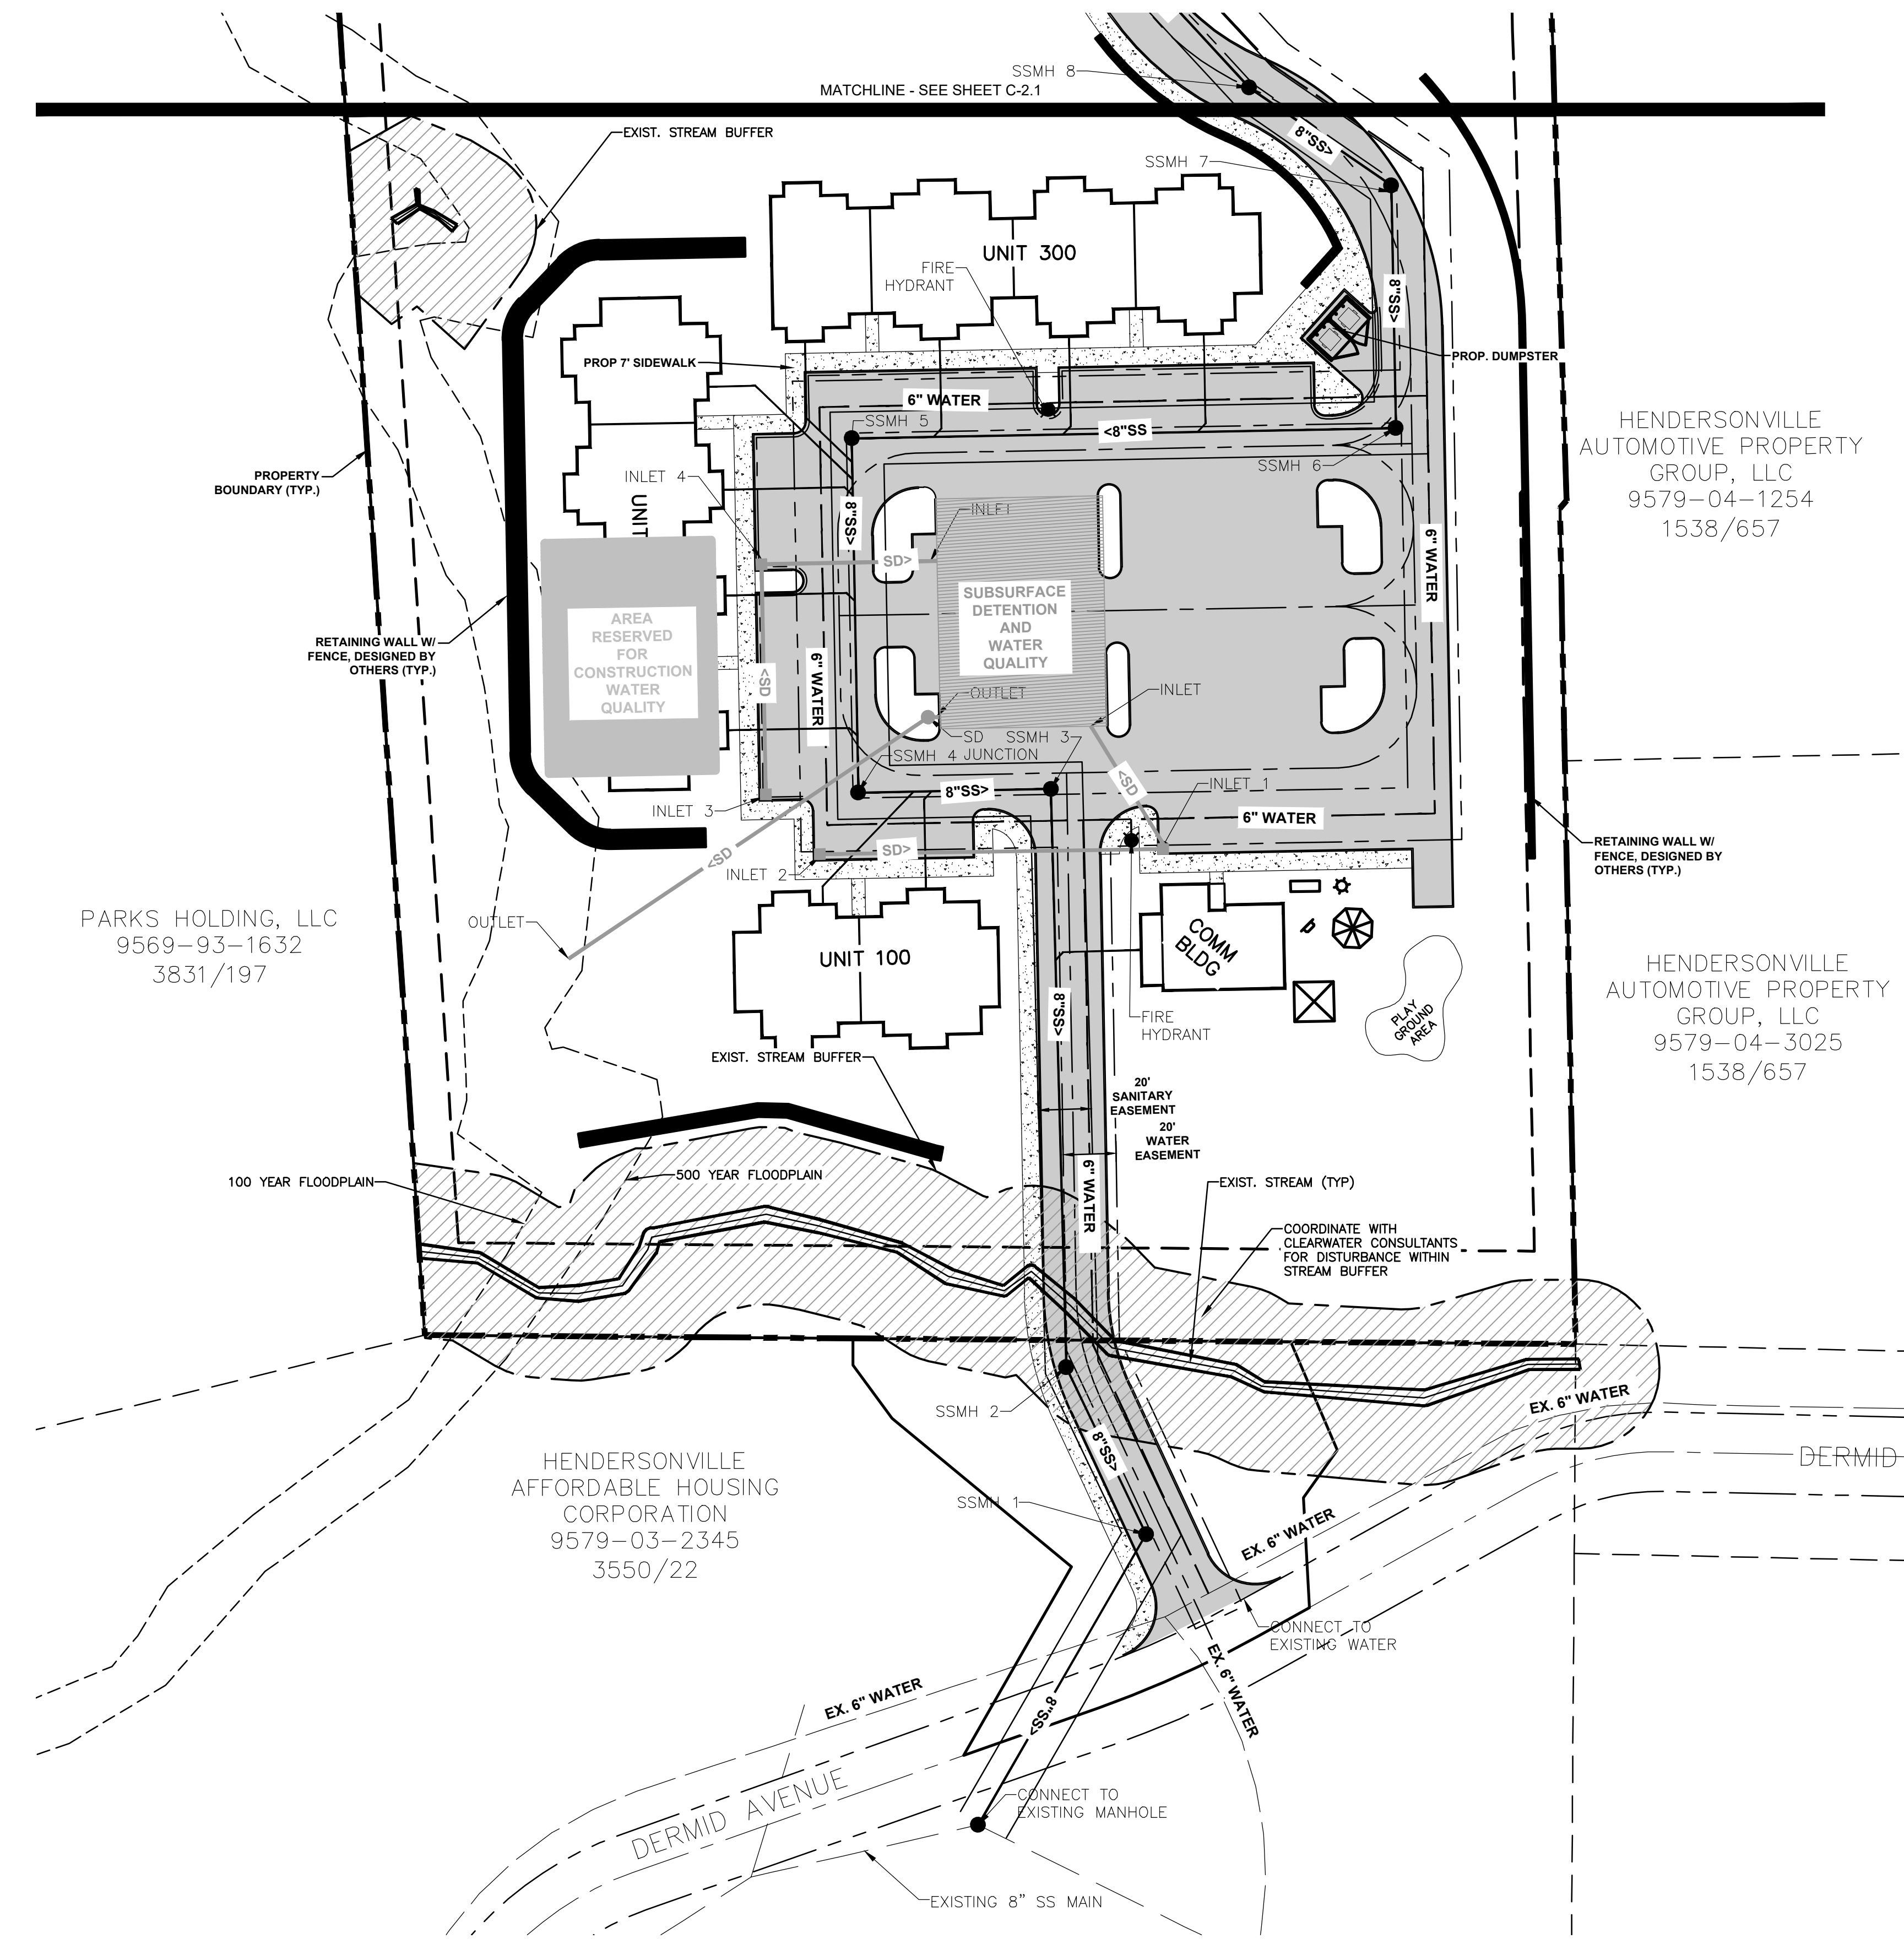 SSMH 8
MATCHLINE - SEE SHEET C-2.1
EXIST. STREAM BUFFER
8"SS>
SSMH 7
UNIT 300
FIRE
HYDRANT
8"SS>
PROP 7' SIDEWALK
PROP. DUMPSTER
6" WATER
SSMH 5
<8"SS
SSMH 6
HENDERSONVILLE
AUTOMOTIVE PROPERTY
GROUP, LLC
9579-04-1254
1538/657
PROPERTY
BOUNDARY (TYP.)
INLET 4
UNIT
8"SS>
INLET
6" WATER
SD>
SUBSURFACE
DETENTION
AND
WATER
QUALITY
AREA
RESERVED
FOR
CONSTRUCTION
WATER
QUALITY
RETAINING WALL W/
FENCE, DESIGNED BY
OTHERS (TYP.)
<SD
6" WATER
OUTLET
INLET
SD
JUNCTION
SSMH 3
SSMH 4
8"SS>
<SD
INLET 1
INLET 3
6" WATER
RETAINING WALL W/
FENCE, DESIGNED BY
OTHERS (TYP.)
<SD
SD>
INLET 2
PARKS HOLDING, LLC
9569-93-1632
3831/197
OUTLET
UNIT 100
COMM
BLDG
HENDERSONVILLE
AUTOMOTIVE PROPERTY
GROUP, LLC
9579-04-3025
1538/657
8"SS>
FIRE
HYDRANT
PLAY
GROUND
AREA
EXIST. STREAM BUFFER
20'
SANITARY
EASEMENT
20'
WATER
EASEMENT
100 YEAR FLOODPLAIN
500 YEAR FLOODPLAIN
6" WATER
EXIST. STREAM (TYP)
COORDINATE WITH
CLEARWATER CONSULTANTS
FOR DISTURBANCE WITHIN
STREAM BUFFER
EX. 6" WATER
SSMH 2
8"SS>
DERMID
HENDERSONVILLE
AFFORDABLE HOUSING
CORPORATION
9579-03-2345
3550/22
SSMH 1
EX. 6" WATER
CONNECT TO
EXISTING WATER
EX. 6" WATER
EX. 6" WATER
<SS"8
DERMID AVENUE
CONNECT TO
EXISTING MANHOLE
EXISTING 8" SS MAIN